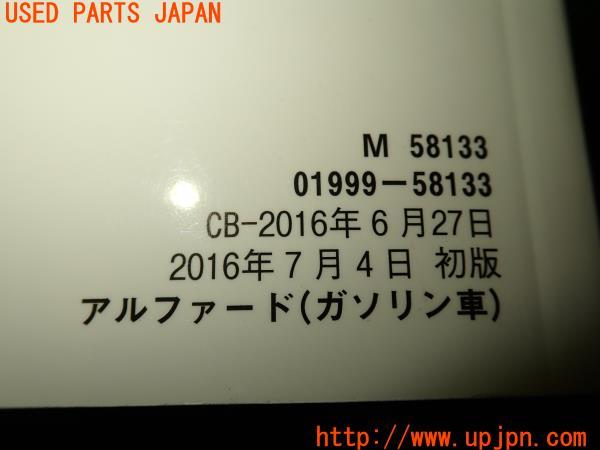 USED PARTS JAPAN
M 58133
01999-58133
CB-2016年6月27日
2016年7月4日 初版
アルファード(ガソリン車)
http://www.upjpn.com